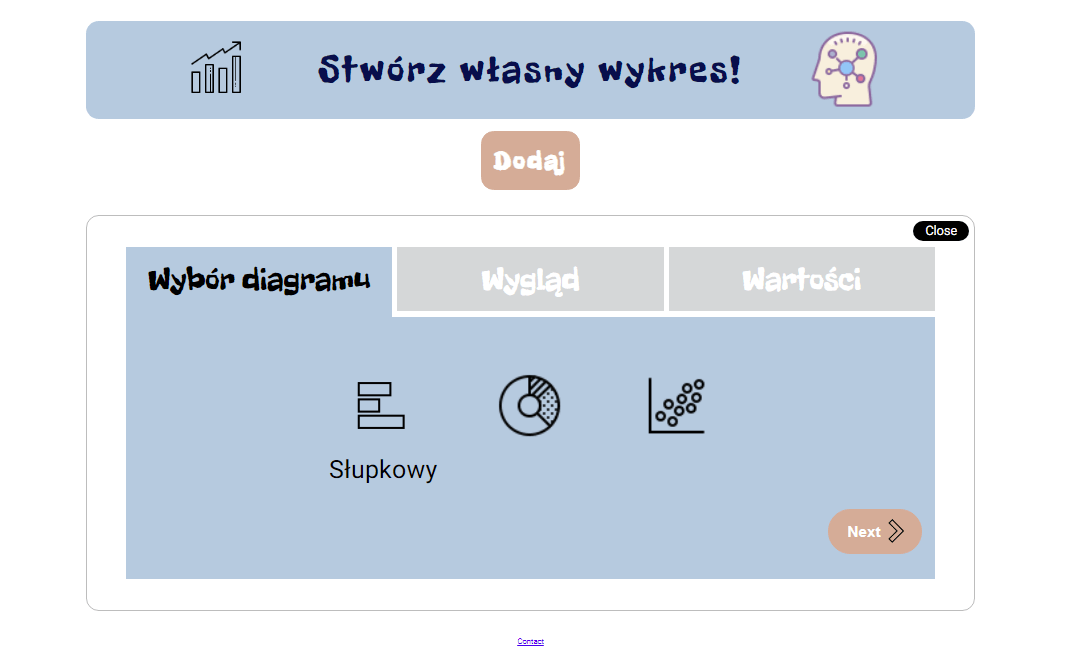 Stwórz własny wykres!
Dodaj
Close
Wybór diagramu
Wygląd
Wartości
Słupkowy
Next
Contact